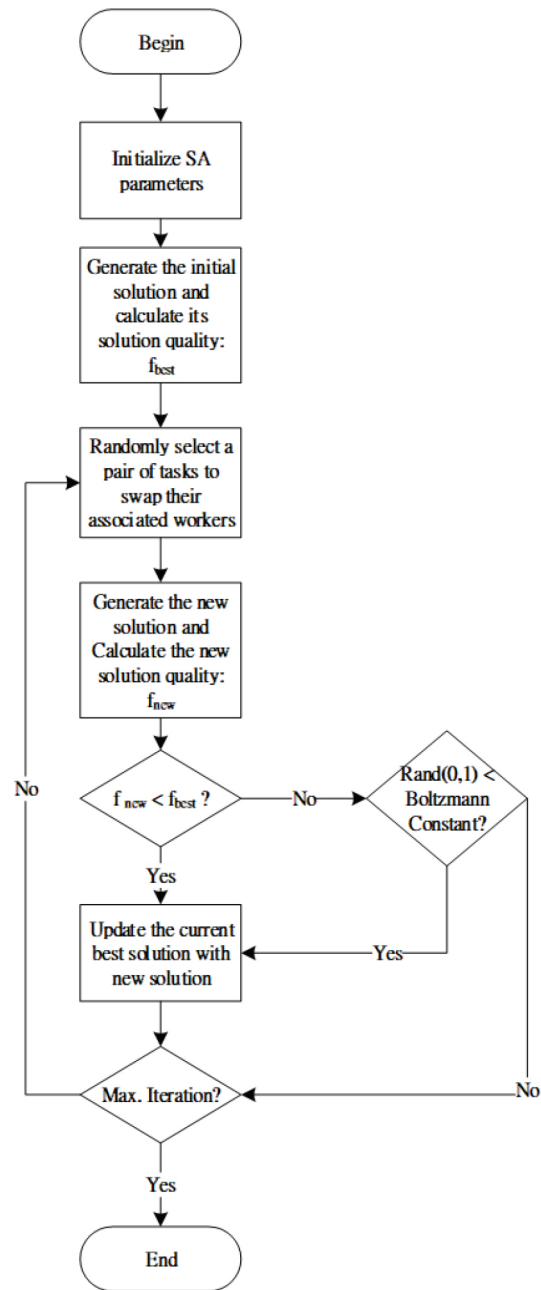 Begin
Initialize SA
parameters
Generate the initial
solution and
calculate its
solution quality:
fbest
Randomly select a
pair of tasks to
swap their
associated workers
Generate the new
solution and
Calculate the new
solution quality:
fnew
No
f new < fbest ?
No
Rand(0,1) <
Boltzmann
Constant?
Yes
Update the current
best solution with
new solution
Yes
Max. Iteration?
No
Yes
End